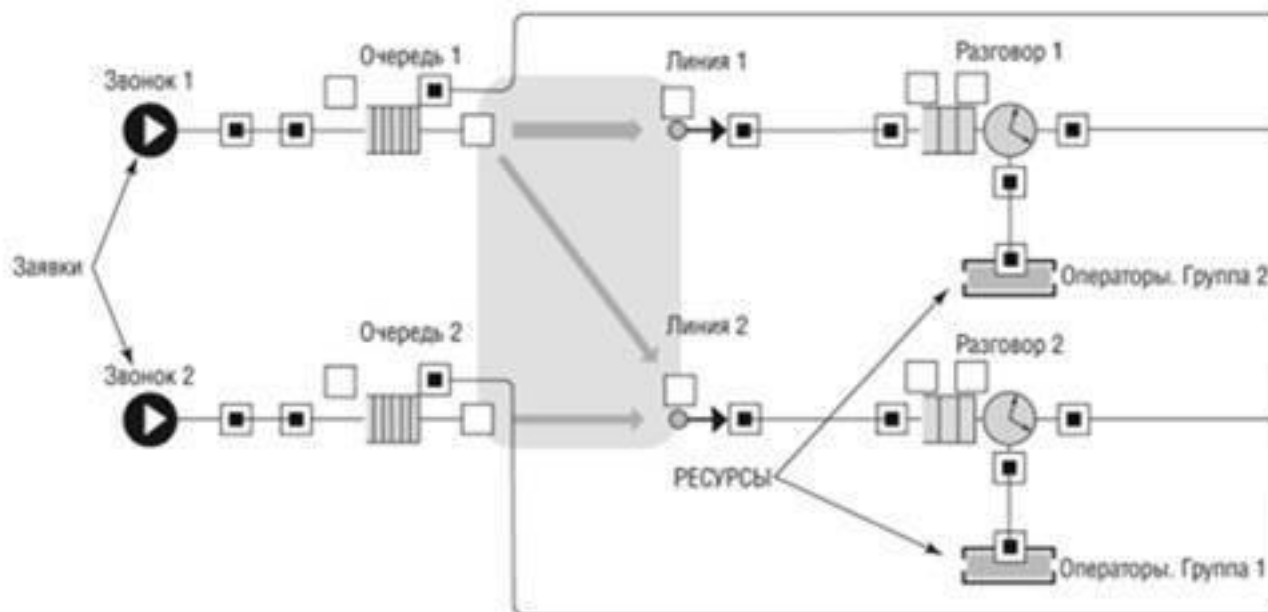 Очередь 1
Линия 1
Разговор 1
Звонок 1
Заявки
Операторы. Группа 2
Очередь 2
Линия 2
Разговор 2
Звонок 2
РЕСУРСЫ
Операторы. Группа 1